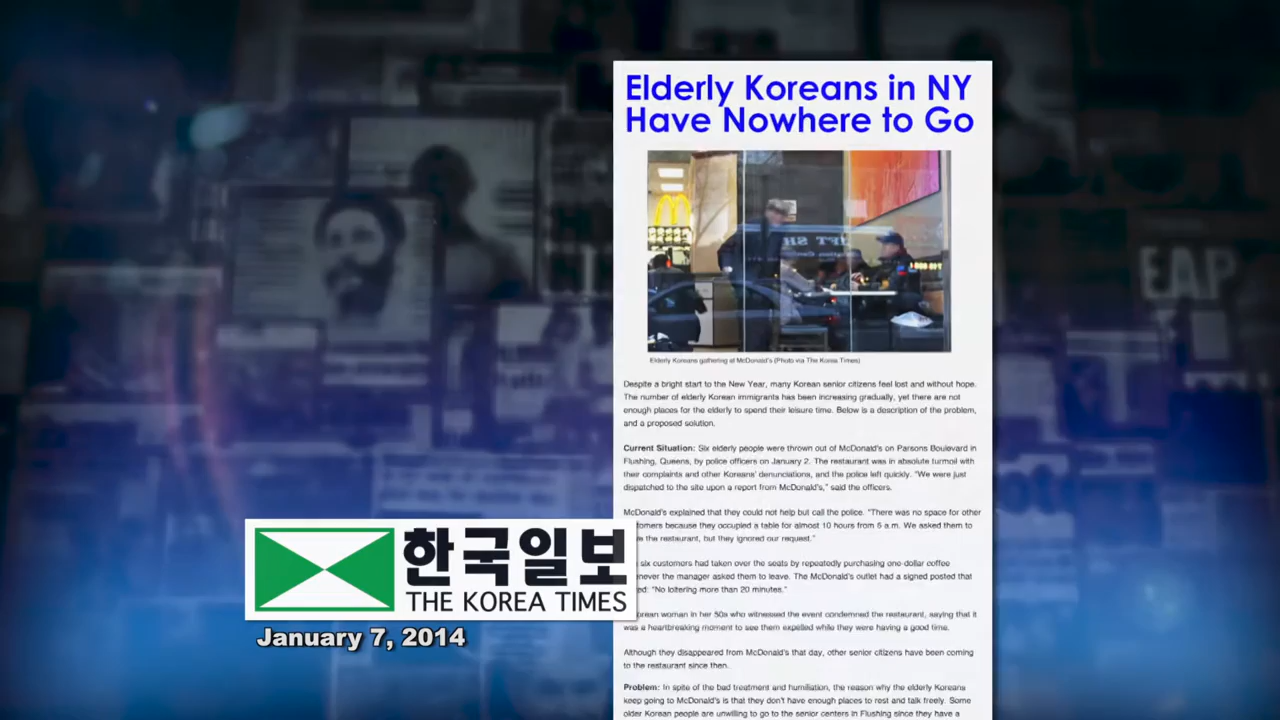 Elderly Koreans in NY
Have Nowhere to Go
Elderly Koreans gathering at McDonald's (Photo via The Korea Times)
Despite a bright start to the New Year, many Korean senior citizens feel lost and without hope.
The number of elderly Korean immigrants has been increasing gradually, yet there are not
enough places for the elderly to spend their leisure time. Below is a description of the problem,
and a proposed solution.
Current Situation: Six elderly people were thrown out of McDonald's on Parsons Boulevard in
Flushing, Queens, by police officers on January 2. The restaurant was in absolute turmoil with
their complaints and other Koreans' denunciations, and the police left quickly. "We were just
dispatched to the site upon a report from McDonald's," said the officers.
McDonald's explained that they could not help but call the police. "There was no space for other
tomers because they occupied a table for almost 10 hours from 6 a.m. We asked them to
the restaurant, but they ignored our request."
six customers had taken over the seats by repeatedly purchasing one-dollar coffee
never the manager asked them to leave. The McDonald's outlet had a signed posted that
ed: "No loitering more than 20 minutes."
orean woman in her 50s who witnessed the event condemned the restaurant, saying that it
was a heartbreaking moment to see them expelled while they were having a good time.
Although they disappeared from McDonald's that day, other senior citizens have been coming
to the restaurant since then.
Problem: In spite of the bad treatment and humiliation, the reason why the elderly Koreans
keep going to McDonald's is that they don't have enough places to rest and talk freely. Some
older Korean people are unwilling to go to the senior centers in Flushing since they have a
한국일보
THE KOREA TIMES
January 7, 2014
EAP